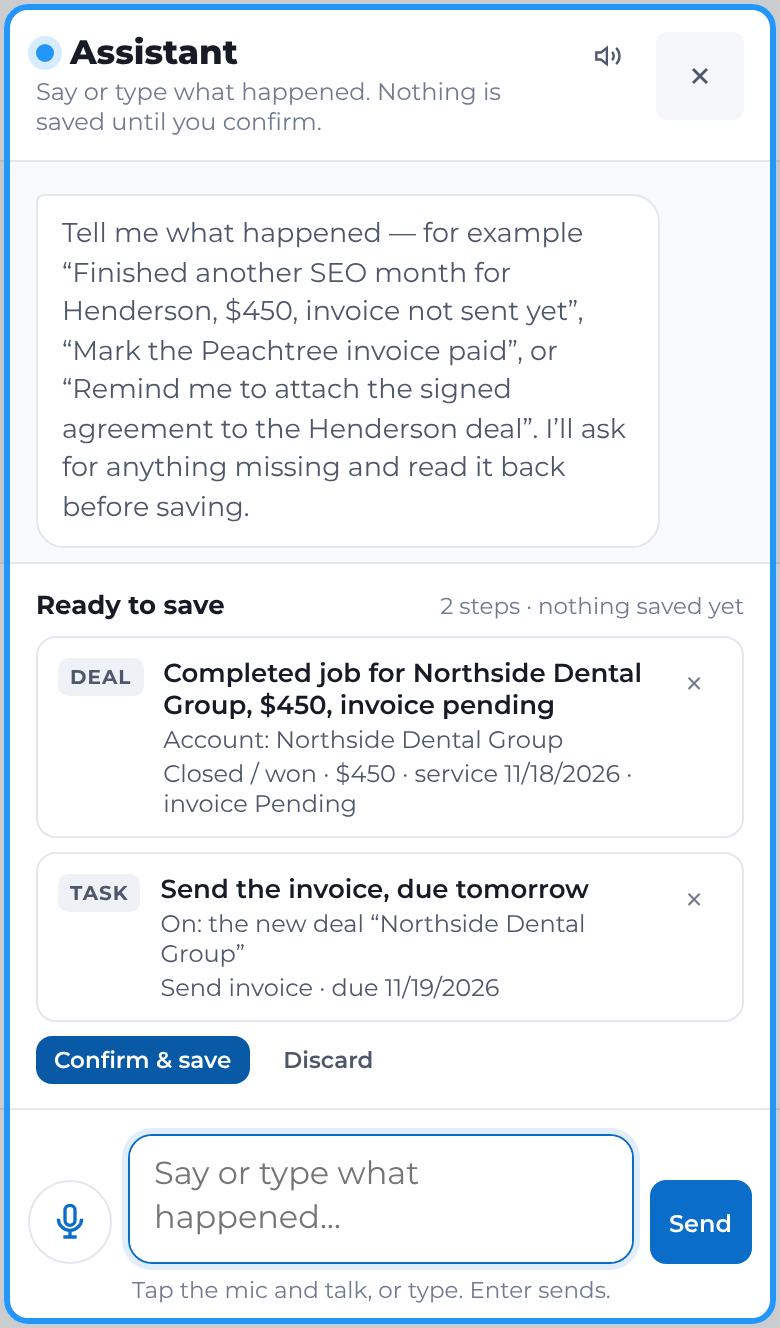 Assistant
Say or type what happened. Nothing is
saved until you confirm.
Tell me what happened — for example
“Finished another SEO month for
Henderson, $450, invoice not sent yet”,
“Mark the Peachtree invoice paid”, or
“Remind me to attach the signed
agreement to the Henderson deal”. I’ll ask
for anything missing and read it back
before saving.
Ready to save
2 steps · nothing saved yet
DEAL
Completed job for Northside Dental
Group, $450, invoice pending
Account: Northside Dental Group
Closed / won · $450 · service 11/18/2026 ·
invoice Pending
TASK
Send the invoice, due tomorrow
On: the new deal “Northside Dental
Group”
Send invoice · due 11/19/2026
Confirm & save
Discard
Say or type what
happened...
Send
Tap the mic and talk, or type. Enter sends.